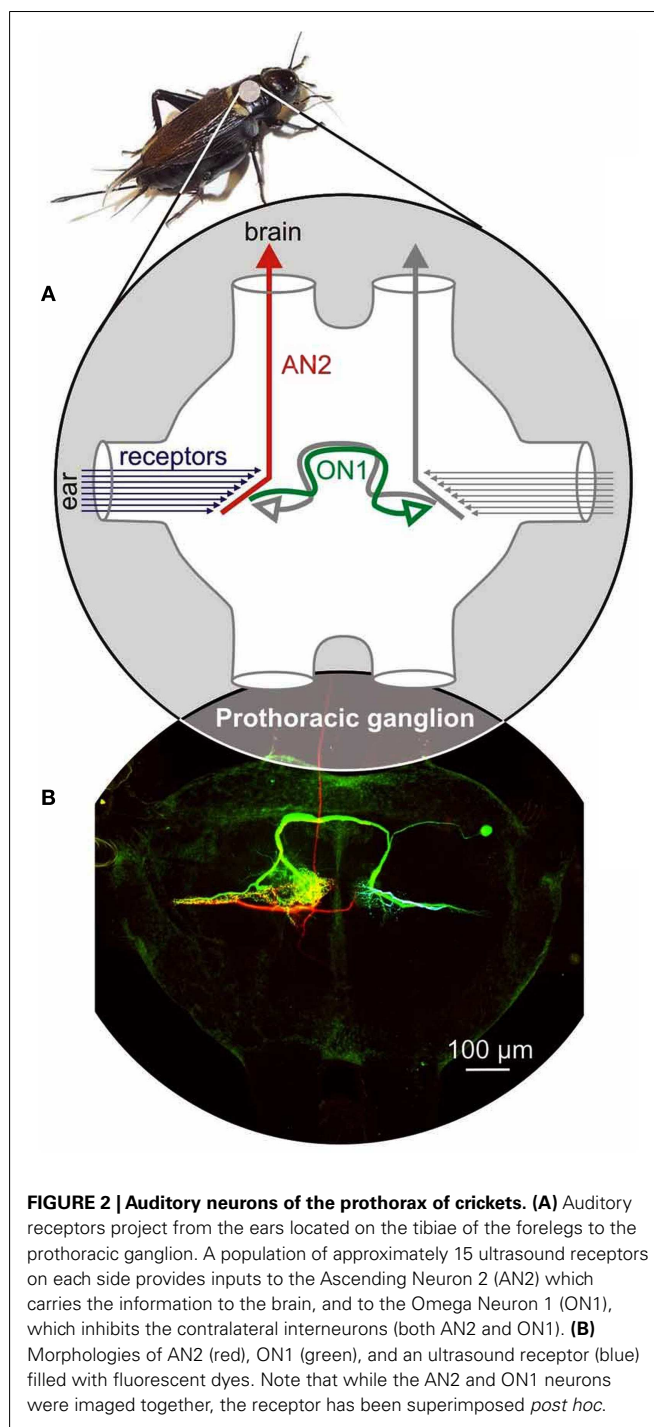 brain
A
AN2
receptors
ON1
ear
Prothoracic ganglion
B
100 µm
FIGURE 2 | Auditory neurons of the prothorax of crickets. (A) Auditory
receptors project from the ears located on the tibiae of the forelegs to the
prothoracic ganglion. A population of approximately 15 ultrasound receptors
on each side provides inputs to the Ascending Neuron 2 (AN2) which
carries the information to the brain, and to the Omega Neuron 1 (ON1),
which inhibits the contralateral interneurons (both AN2 and ON1). (B)
Morphologies of AN2 (red), ON1 (green), and an ultrasound receptor (blue)
filled with fluorescent dyes. Note that while the AN2 and ON1 neurons
were imaged together, the receptor has been superimposed post hoc.